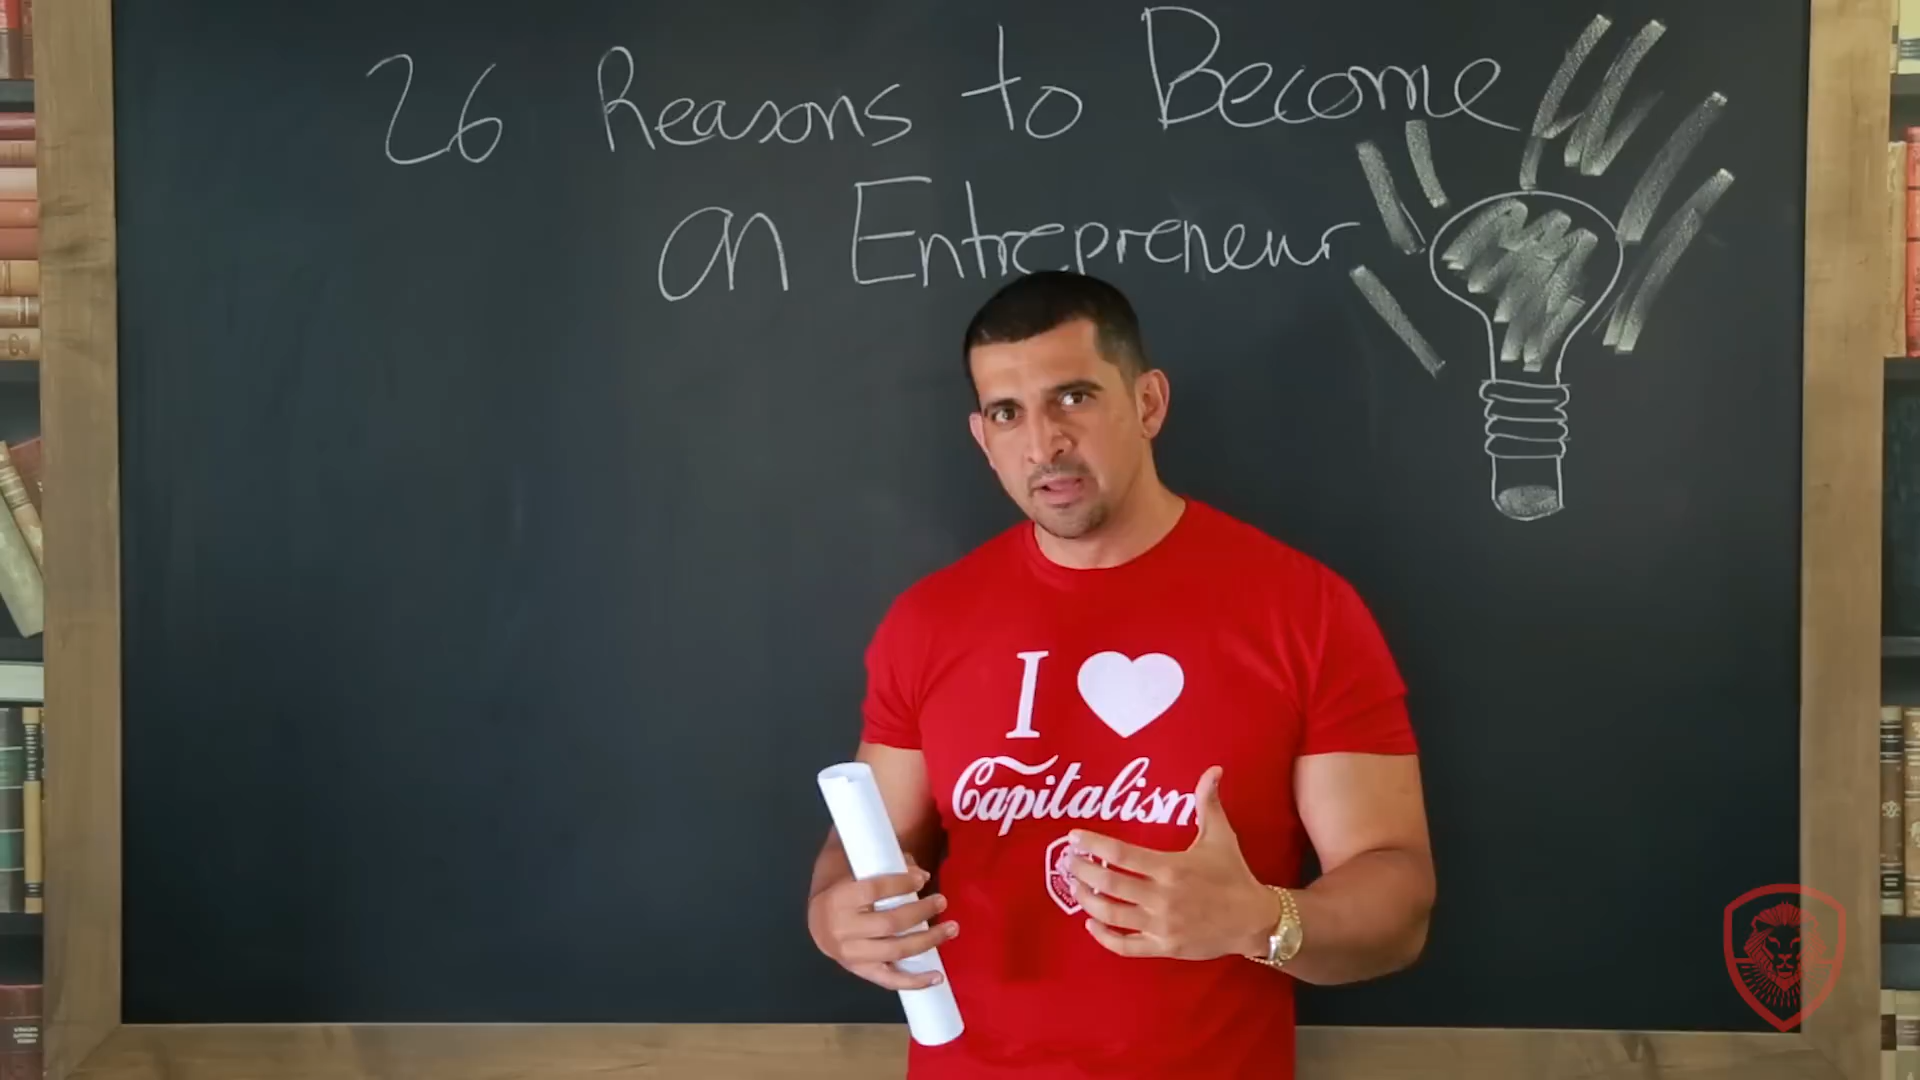 26 Reasons to Become
an Entrepreneur
I
Capitalism